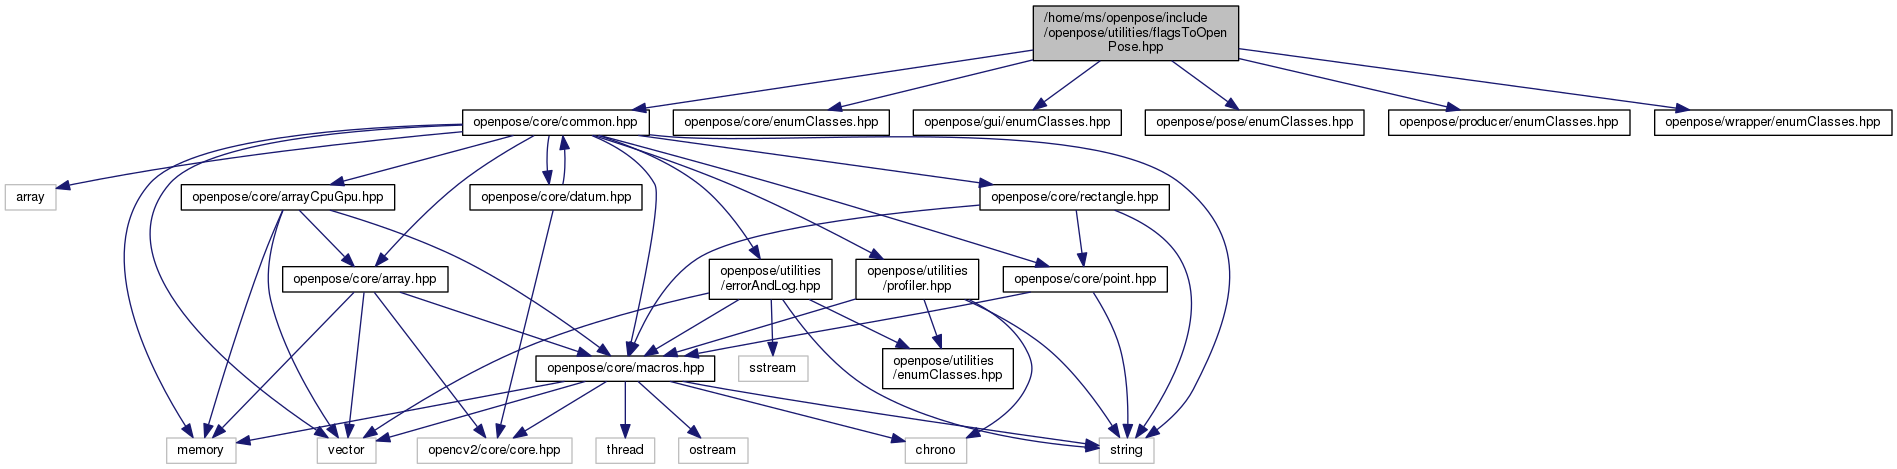 /home/ms/openpose/include
/openpose/utilities/flagsToOpen
Pose.hpp
openpose/core/common.hpp
openpose/core/enumClasses.hpp
openpose/gui/enumClasses.hpp
openpose/pose/enumClasses.hpp
openpose/producer/enumClasses.hpp
openpose/wrapper/enumClasses.hpp
array
openpose/core/arrayCpuGpu.hpp
openpose/core/datum.hpp
openpose/core/rectangle.hpp
openpose/core/array.hpp
openpose/utilities
/errorAndLog.hpp
openpose/utilities
/profiler.hpp
openpose/core/point.hpp
openpose/core/macros.hpp
sstream
openpose/utilities
/enumClasses.hpp
memory
vector
opencv2/core/core.hpp
thread
ostream
chrono
string